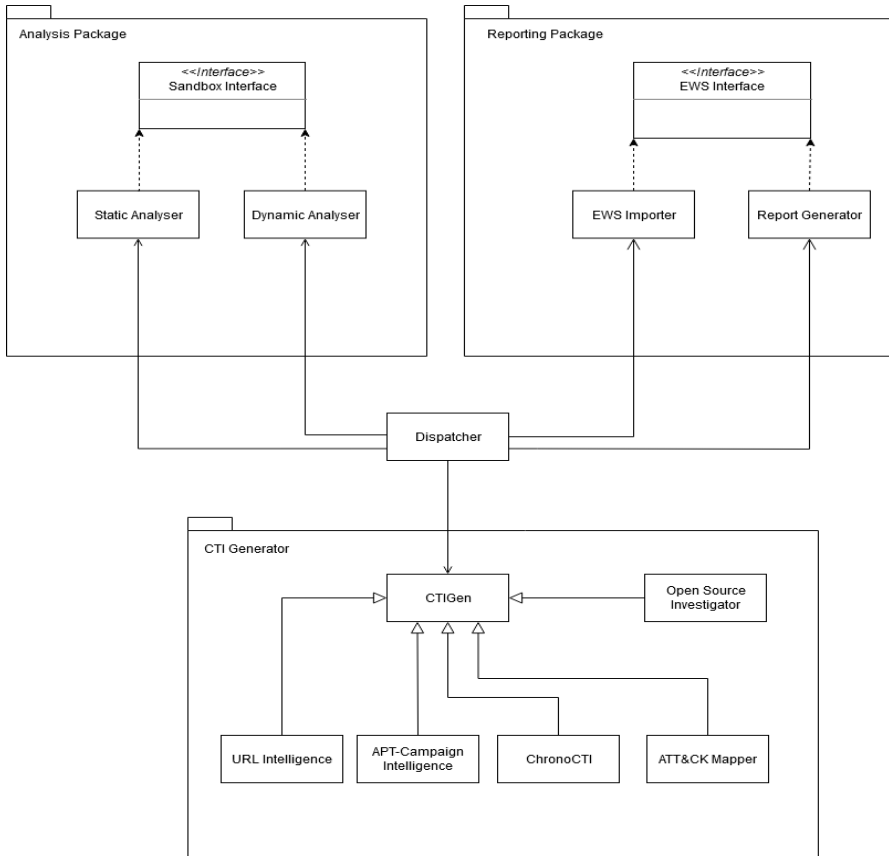 Analysis Package
<<Interface>>
Sandbox Interface
Static Analyser
Dynamic Analyser
Reporting Package
<<Interface>>
EWS Interface
EWS Importer
Report Generator
Dispatcher
CTI Generator
CTIGen
Open Source
Investigator
URL Intelligence
APT-Campaign
Intelligence
ChronoCTI
ATT&CK Mapper